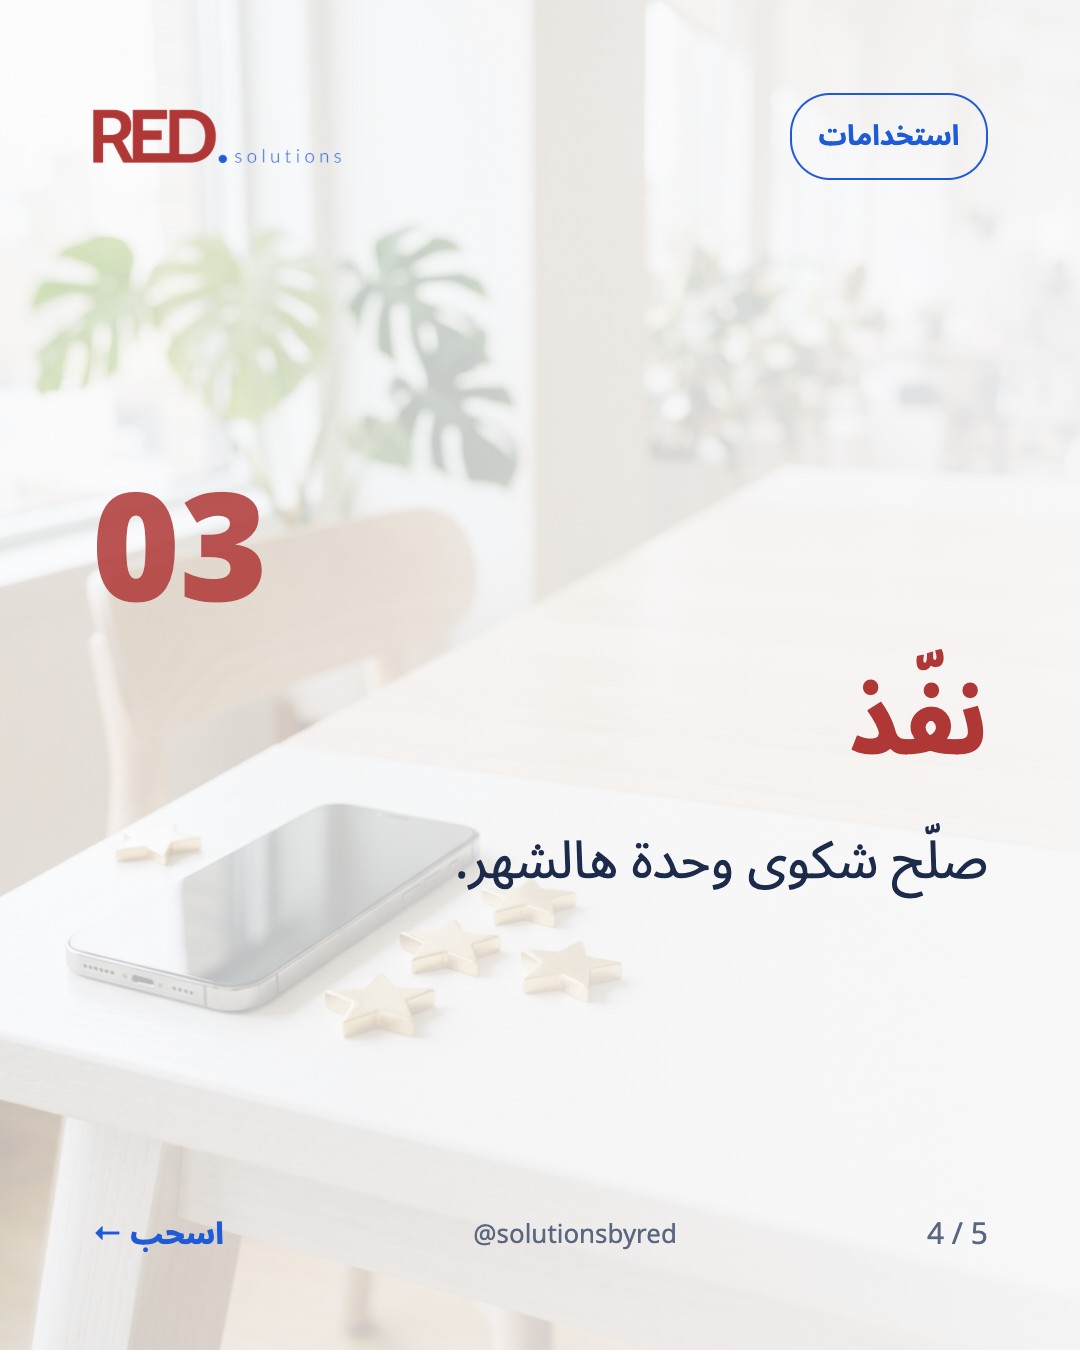 RED.solutions
استخدامات
03
نفّذ
صلّح شكوى وحدة هالشهر.
اسحب ←
@solutionsbyred
4 / 5